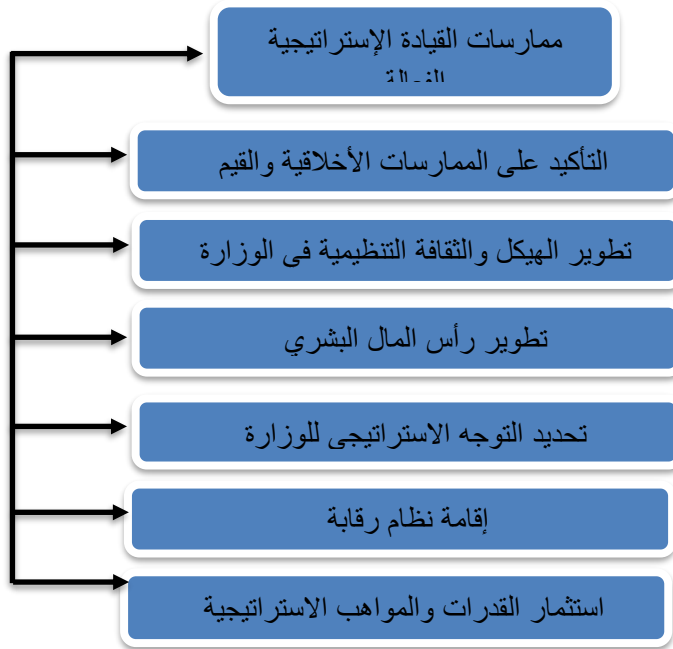 ممارسات القيادة الإستراتيجية
التأكيد على الممارسات الأخلاقية والقيم
تطوير الهيكل والثقافة التنظيمية فى الوزارة
تطوير رأس المال البشري
تحديد التوجه الاستراتيجى للوزارة
إقامة نظام رقابة
استثمار القدرات والمواهب الاستراتيجية